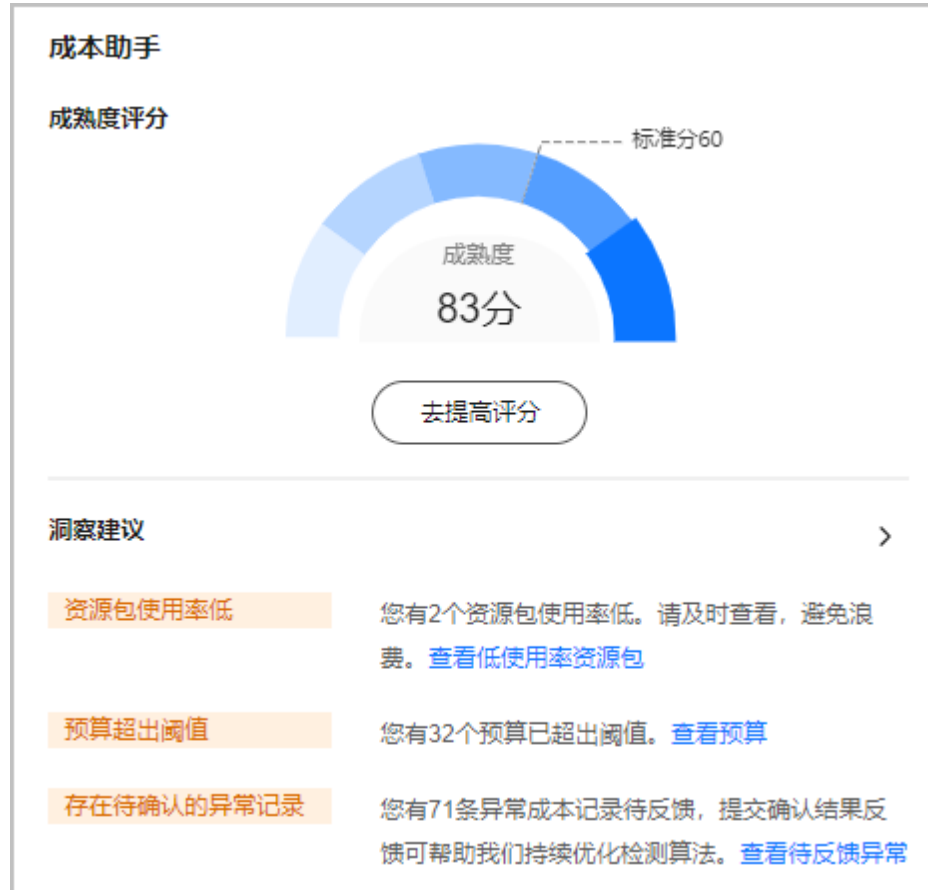 成本助手
成熟度评分
标准分60
成熟度
83分
去提高评分
洞察建议
资源包使用率低
您有2个资源包使用率低。请及时查看，避免浪
费。查看低使用率资源包
预算超出阈值
您有32个预算已超出阈值。查看预算
存在待确认的异常记录
您有71条异常成本记录待反馈，提交确认结果反
馈可帮助我们持续优化检测算法。查看待反馈异常